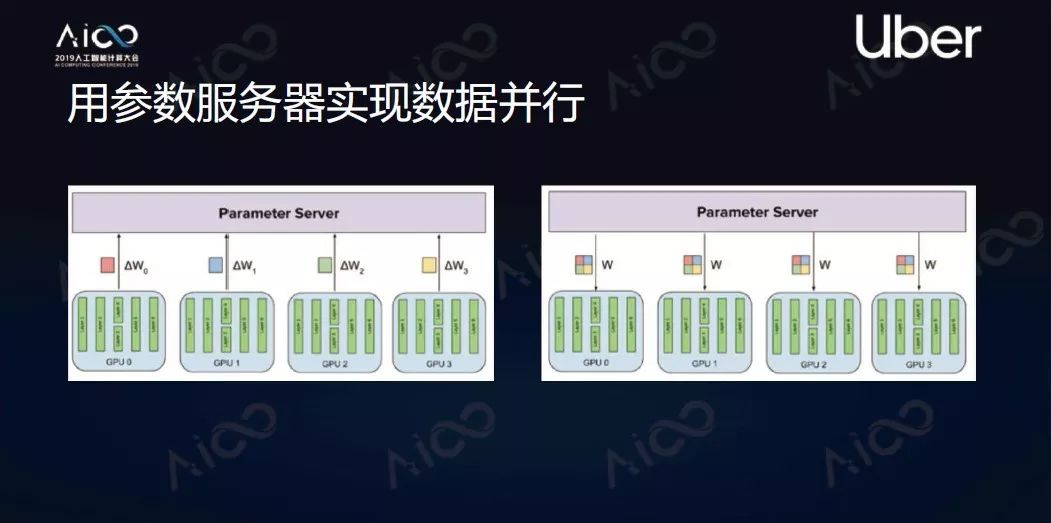 AICC
2019人工智能计算大会
AI COMPUTING CONFERENCE 2019
Uber
用参数服务器实现数据并行
Parameter Server
ΔW₀
ΔW₁
ΔW₂
ΔW₃
GPU 0
GPU 1
GPU 2
GPU 3
Parameter Server
W
W
W
W
GPU 0
GPU 1
GPU 2
GPU 3